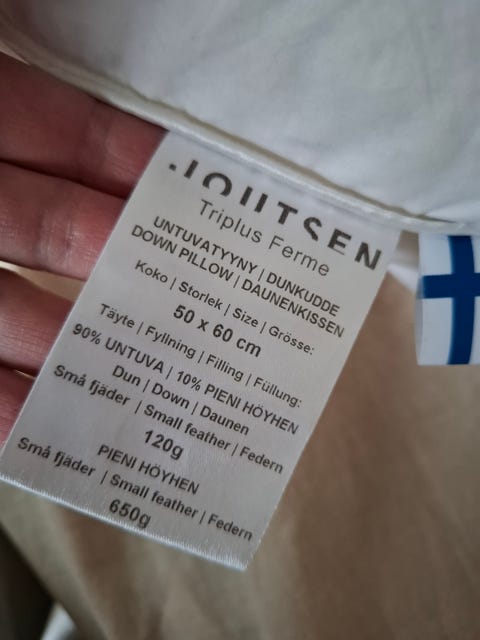 JOUTSEN
Triplus Ferme
UNTUVATYYNY | DUNKUDDE
DOWN PILLOW | DAUNENKISSEN
Koko | Storlek | Size | Grösse:
50 x 60 cm
Täyte | Fyllning | Filling | Füllung:
90% UNTUVA | 10% PIENI HÖYHEN
Dun | Down | Daunen
Små fjäder | Small feather | Federn
120g
PIENI HÖYHEN
Små fjäder | Small feather | Federn
650g